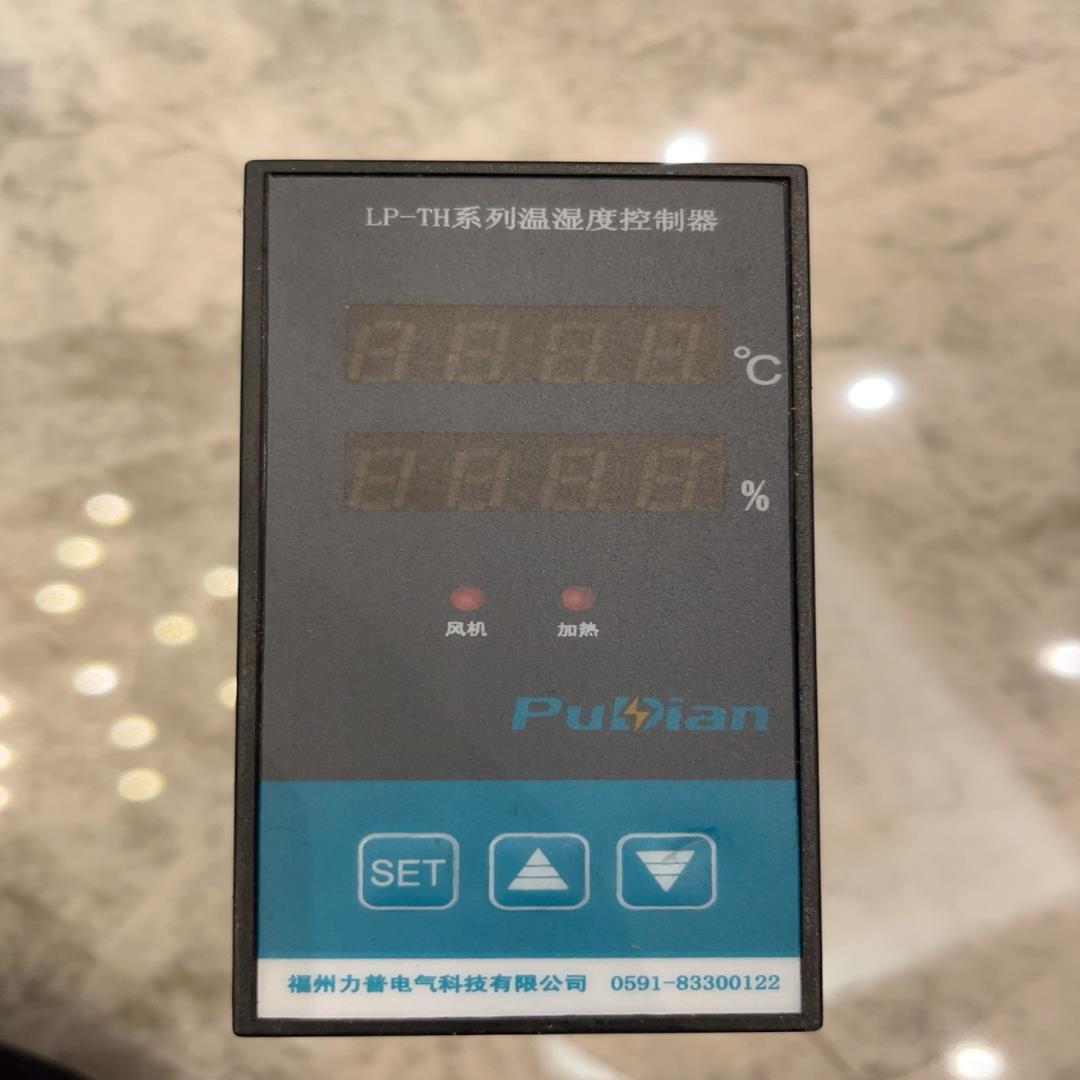 LP-TH系列温湿度控制器
℃
%
风机 加热
PuDian
SET
福州力普电气科技有限公司 0591-83300122